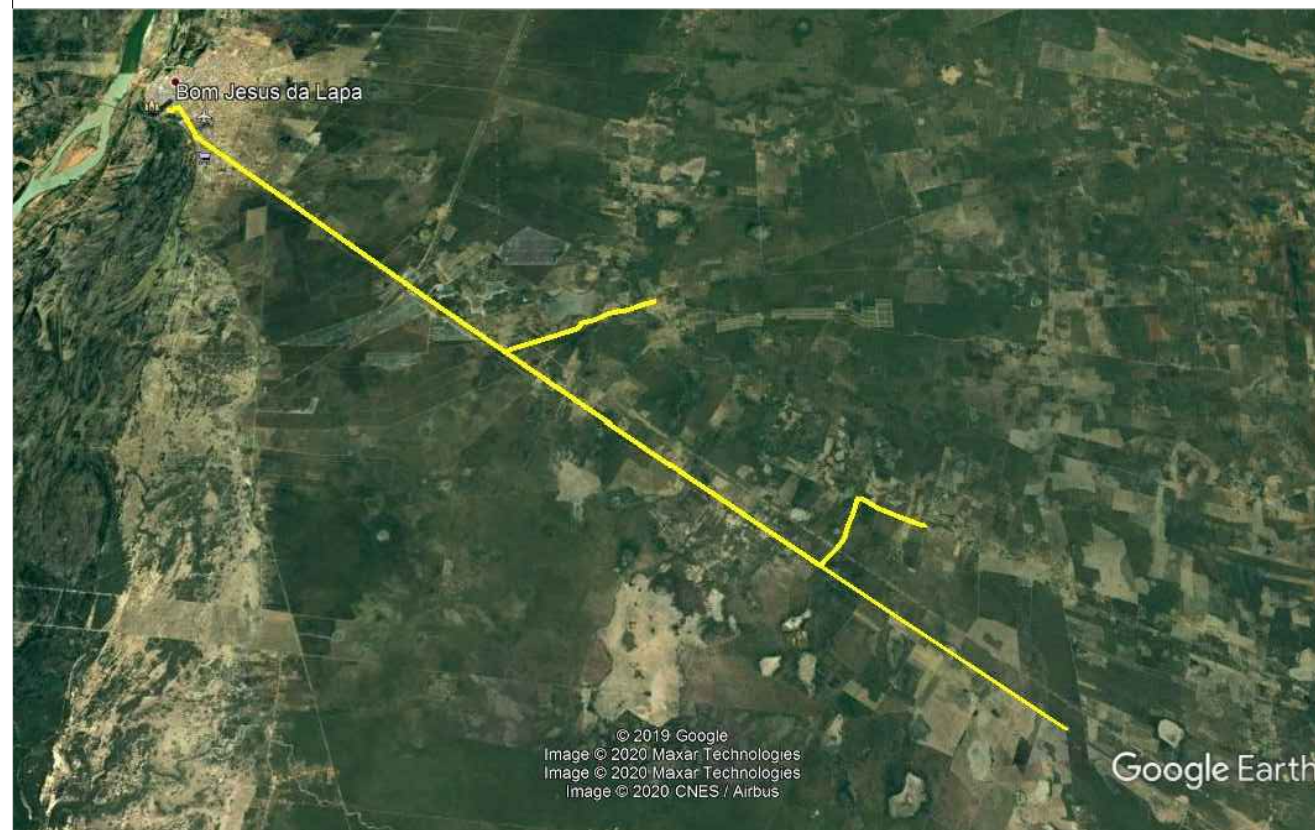 Bom Jesus da Lapa
© 2019 Google
Image © 2020 Maxar Technologies
Image © 2020 Maxar Technologies
Image © 2020 CNES / Airbus
Google Earth